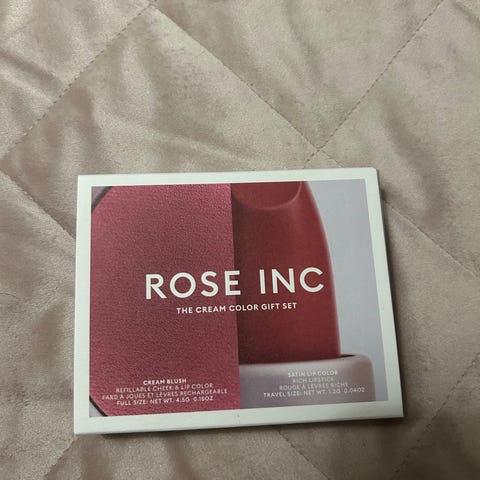 ROSE INC
THE CREAM COLOR GIFT SET
CREAM BLUSH
REFILLABLE CHEEK & LIP COLOR
FARD À JOUES ET LÈVRES RECHARGEABLE
FULL SIZE: NET WT. 4.5G 0.15OZ
SATIN LIP COLOR
RICH LIPSTICK
ROUGE À LÈVRES RICHE
TRAVEL SIZE: NET WT. 1.2G 0.04OZ